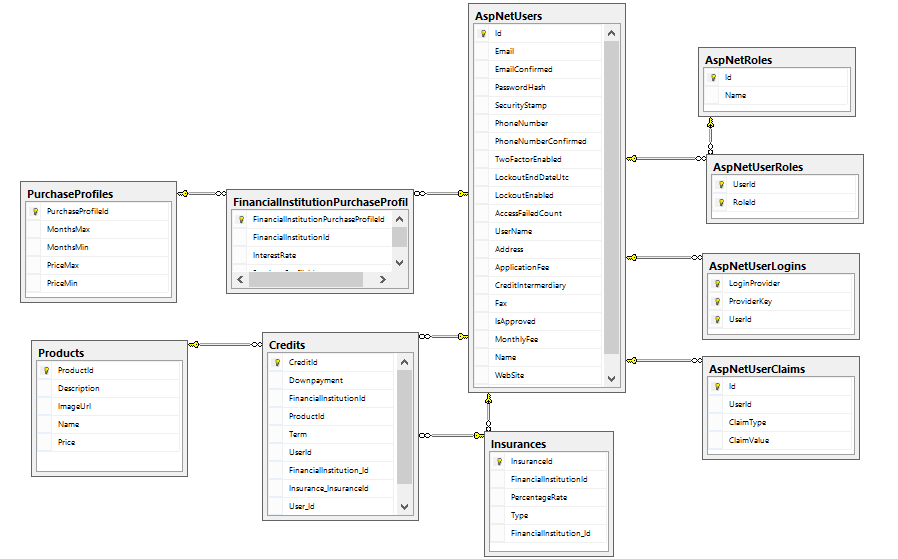 AspNetUsers
Id
Email
EmailConfirmed
PasswordHash
SecurityStamp
PhoneNumber
PhoneNumberConfirmed
TwoFactorEnabled
LockoutEndDateUtc
LockoutEnabled
AccessFailedCount
UserName
Address
ApplicationFee
CreditIntermerdiary
Fax
IsApproved
MonthlyFee
Name
WebSite
AspNetRoles
Id
Name
AspNetUserRoles
UserId
RoleId
PurchaseProfiles
PurchaseProfileId
MonthsMax
MonthsMin
PriceMax
PriceMin
FinancialInstitutionPurchaseProfil
FinancialInstitutionPurchaseProfileId
FinancialInstitutionId
InterestRate
AspNetUserLogins
LoginProvider
ProviderKey
UserId
Products
ProductId
Description
ImageUrl
Name
Price
Credits
CreditId
Downpayment
FinancialInstitutionId
ProductId
Term
UserId
FinancialInstitution_Id
Insurance_InsuranceId
User_Id
AspNetUserClaims
Id
UserId
ClaimType
ClaimValue
Insurances
InsuranceId
FinancialInstitutionId
PercentageRate
Type
FinancialInstitution_Id